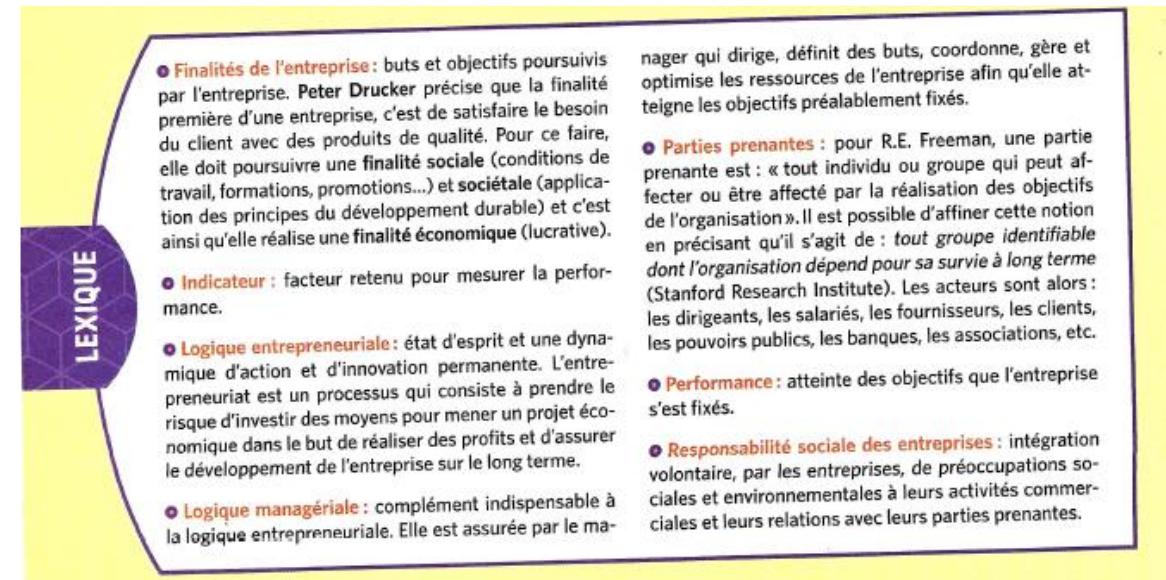 LEXIQUE
Finalités de l'entreprise : buts et objectifs poursuivis
par l'entreprise. Peter Drucker précise que la finalité
première d'une entreprise, c'est de satisfaire le besoin
du client avec des produits de qualité. Pour ce faire,
elle doit poursuivre une finalité sociale (conditions de
travail, formations, promotions...) et sociétale (applica-
tion des principes du développement durable) et c'est
ainsi qu'elle réalise une finalité économique (lucrative).
Indicateur : facteur retenu pour mesurer la perfor-
mance.
Logique entrepreneuriale : état d'esprit et une dyna-
mique d'action et d'innovation permanente. L'entre-
preneuriat est un processus qui consiste à prendre le
risque d'investir des moyens pour mener un projet éco-
nomique dans le but de réaliser des profits et d'assurer
le développement de l'entreprise sur le long terme.
Logique managériale : complément indispensable à
la logique entrepreneuriale. Elle est assurée par le ma-
nager qui dirige, définit des buts, coordonne, gère et
optimise les ressources de l'entreprise afin qu'elle at-
teigne les objectifs préalablement fixés.
Parties prenantes : pour R.E. Freeman, une partie
prenante est : « tout individu ou groupe qui peut af-
fecter ou être affecté par la réalisation des objectifs
de l'organisation ». Il est possible d'affiner cette notion
en précisant qu'il s'agit de : tout groupe identifiable
dont l'organisation dépend pour sa survie à long terme
(Stanford Research Institute). Les acteurs sont alors :
les dirigeants, les salariés, les fournisseurs, les clients,
les pouvoirs publics, les banques, les associations, etc.
Performance : atteinte des objectifs que l'entreprise
s'est fixés.
Responsabilité sociale des entreprises : intégration
volontaire, par les entreprises, de préoccupations so-
ciales et environnementales à leurs activités commer-
ciales et leurs relations avec leurs parties prenantes.